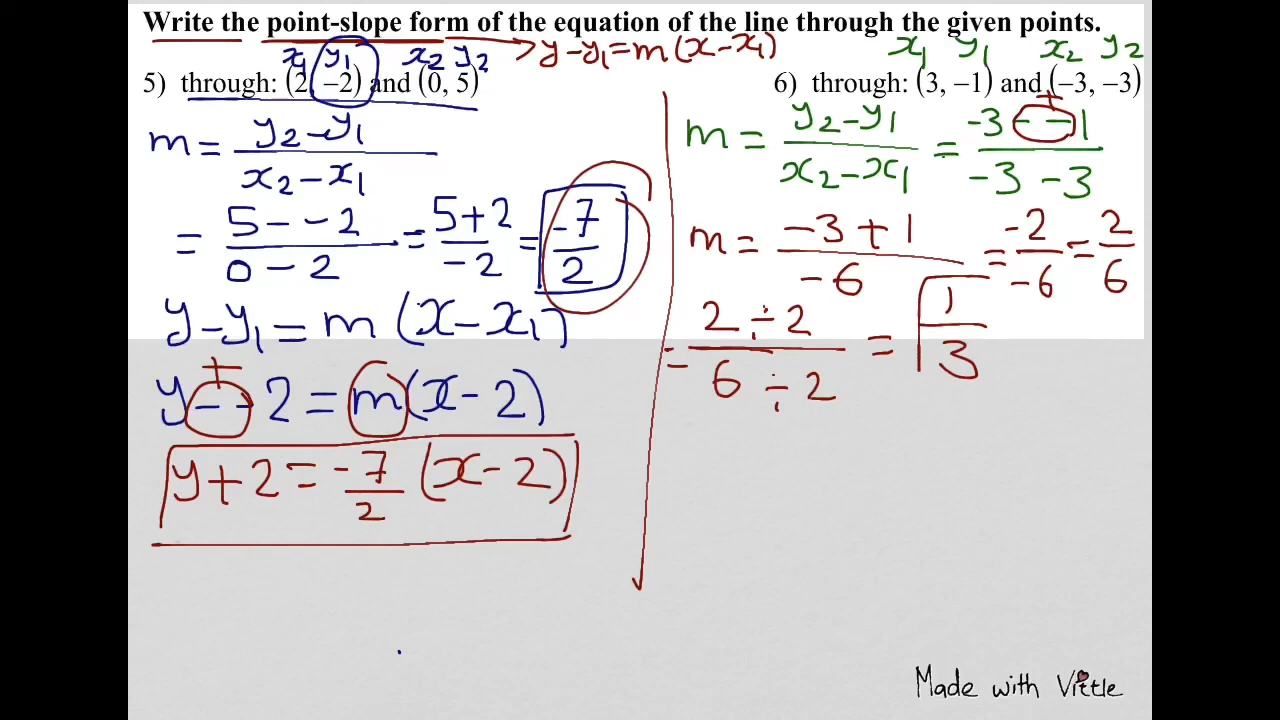 Write the point-slope form of the equation of the line through the given points.
y-y₁=m(x-x₁)
x₁ y₁ x₂ y₂
5) through: (2, −2) and (0, 5)
m = y₂-y₁ / x₂-x₁
= 5--2 / 0-2 = 5+2 / -2 = -7/2
y-y₁ = m(x-x₁)
+
y--2 = m(x-2)
y+2 = -7/2 (x-2)
x₁ y₁ x₂ y₂
6) through: (3, −1) and (−3, −3)
+
m = y₂-y₁ / x₂-x₁ = -3--1 / -3-3
m = -3+1 / -6 = -2/-6 = 2/6
= 2÷2 / 6÷2 = 1/3
Made with Vittle